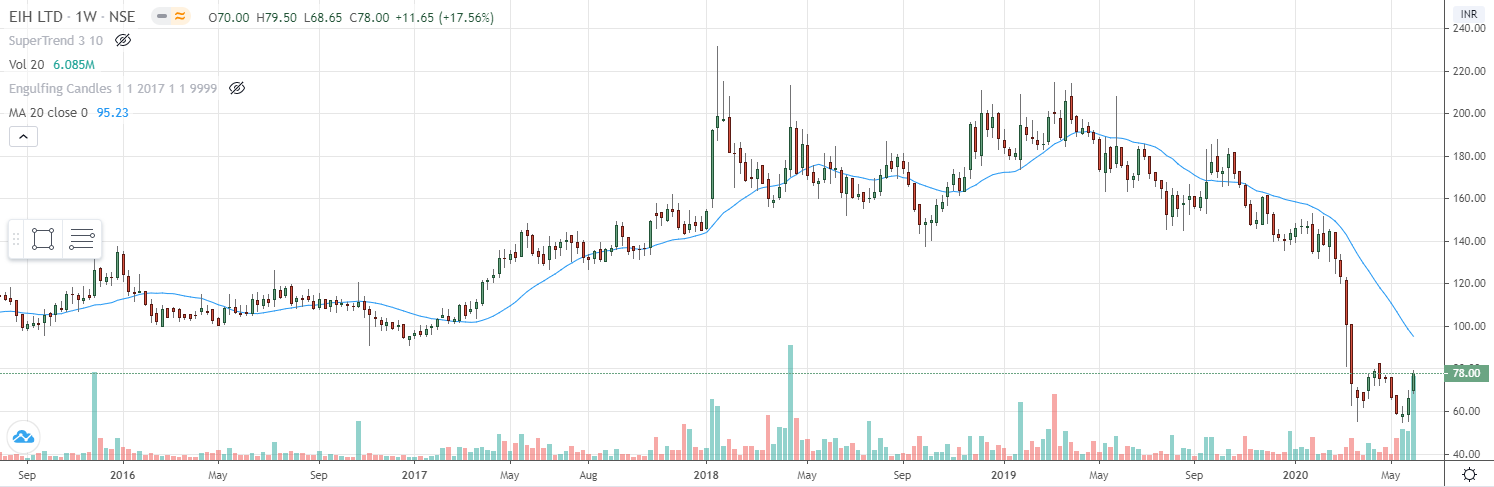 EIH LTD · 1W · NSE O70.00 H79.50 L68.65 C78.00 +11.65 (+17.56%)
INR
SuperTrend 3 10
240.00
Vol 20 6.085M
220.00
Engulfing Candles 1 1 2017 1 1 9999
MA 20 close 0 95.23
200.00
180.00
160.00
140.00
120.00
100.00
78.00
60.00
40.00
Sep 2016 May Sep 2017 May Aug 2018 May Sep 2019 May Sep 2020 May